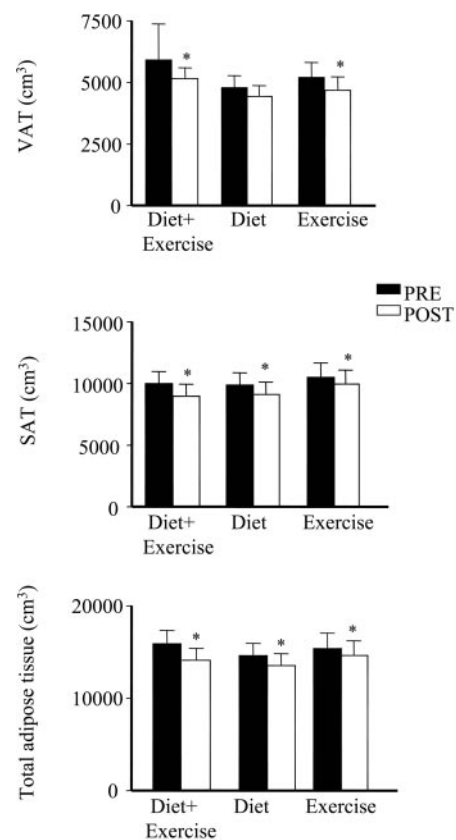 7500
5000
2500
0
VAT (cm³)
*
*
Diet+
Exercise
Diet
Exercise
PRE
POST
15000
10000
5000
0
SAT (cm³)
*
*
*
Diet+
Exercise
Diet
Exercise
20000
10000
0
Total adipose tissue (cm³)
*
*
*
Diet+
Exercise
Diet
Exercise